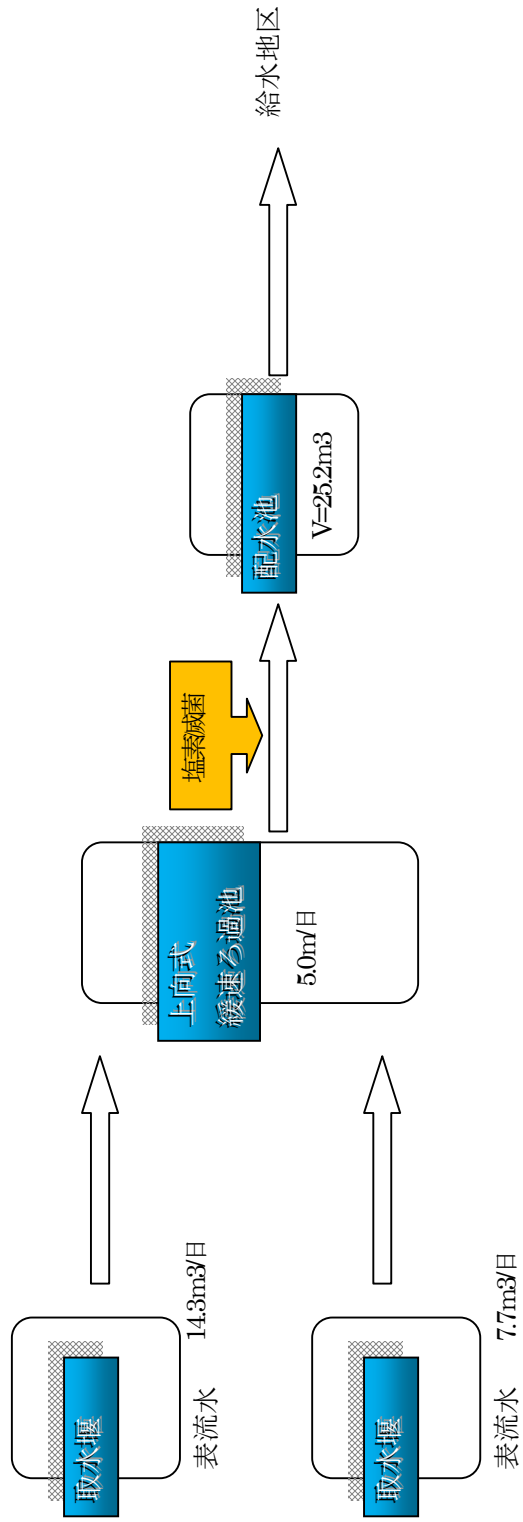 取水堰
表流水
14.3m3/日
取水堰
表流水
7.7m3/日
上向式
緩速ろ過池
5.0m/日
塩素滅菌
配水池
V=25.2m3
給水地区